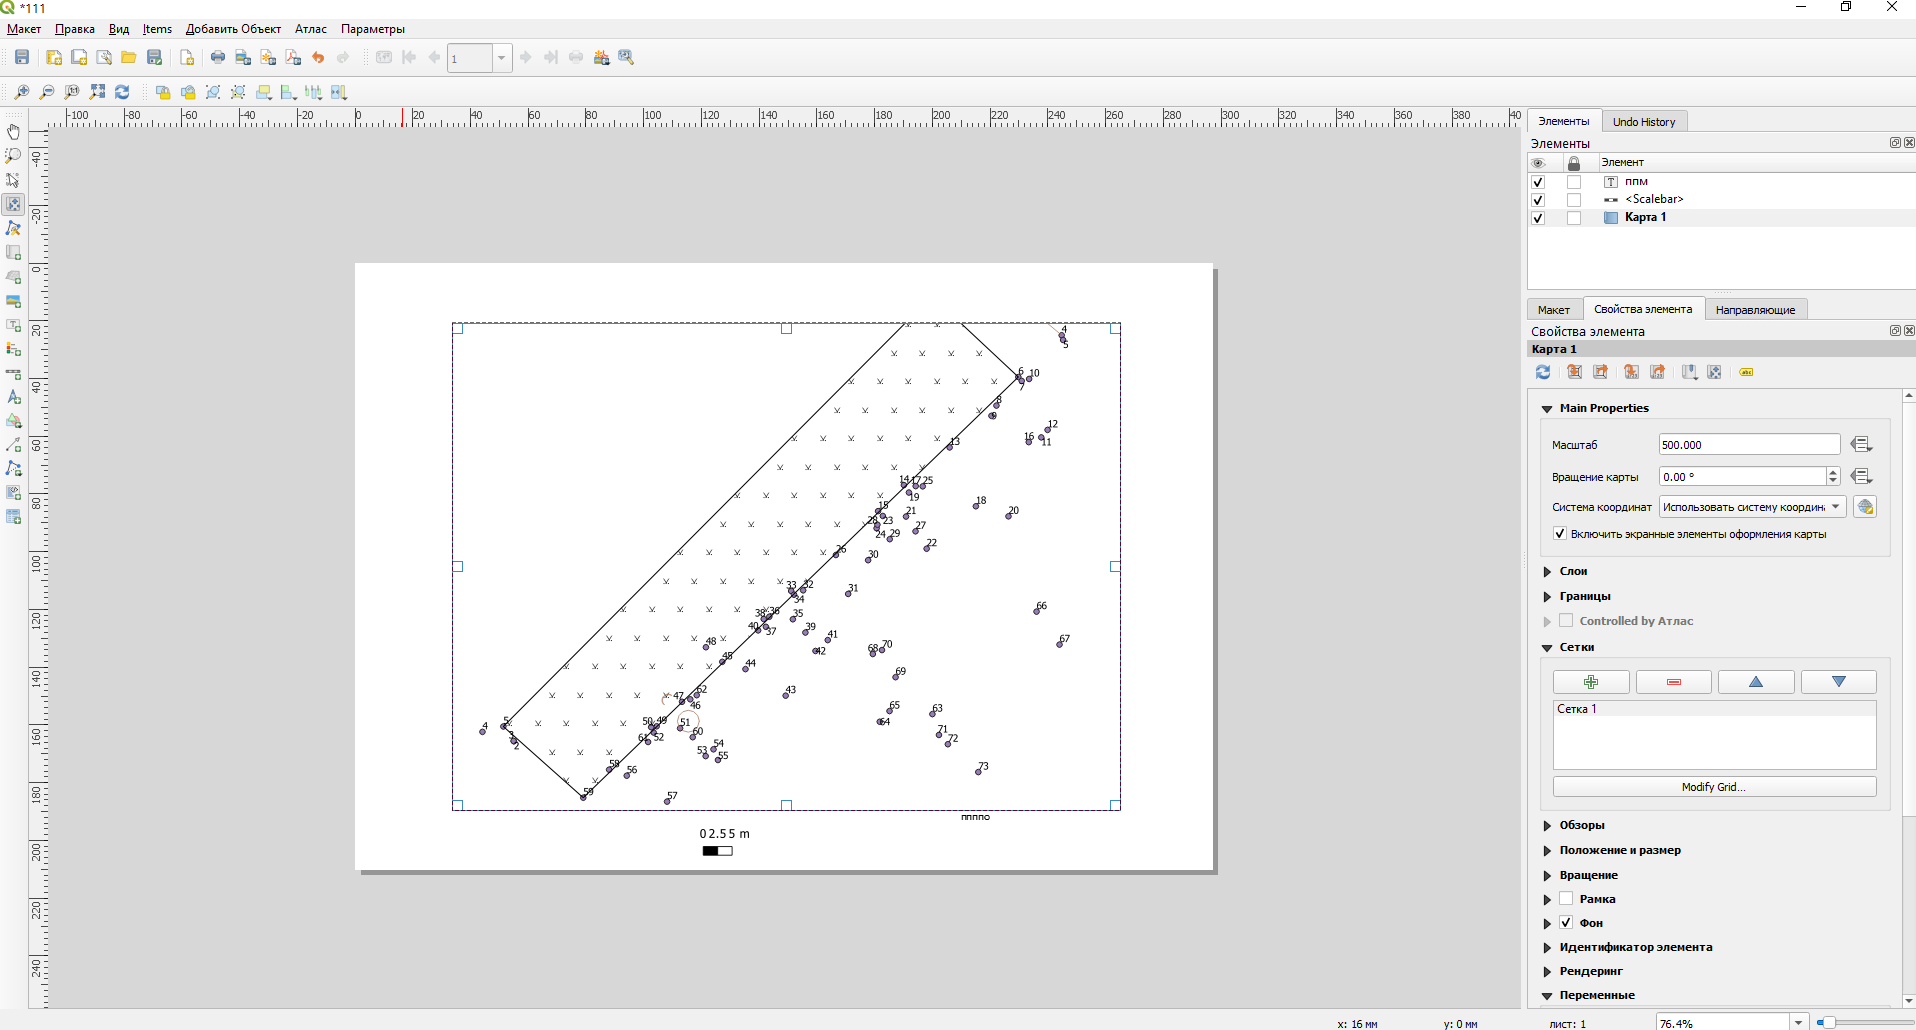 *111
Макет Правка Вид Items Добавить Объект Атлас Параметры
1
-100 -80 -60 -40 -20 0 20 40 60 80 100 120 140 160 180 200 220 240 260 280 300 320 340 360 380 40
-40
-20
0
20
40
60
80
100
120
140
160
180
200
220
240
4
5
6 10
7
8
9
12
16
11
13
14 17 25
19
18
15
20
21
28 23
27
24 29
22
26
30
33 32
31
34
66
38 36
35
40 37
39
41
48
67
42
68 70
45
44
69
47 62
43
46
65
63
4 5
50 49 51
64
3
2
61 52
60
71
72
53 54
55
58 56
73
59
57
ппппо
0 2.5 5 m
Элементы Undo History
Элементы
Элемент
ппм
<Scalebar>
Карта 1
Макет Свойства элемента Направляющие
Свойства элемента
Карта 1
Main Properties
Масштаб 500.000
Вращение карты 0.00 °
Система координат Использовать систему координ
Включить экранные элементы оформления карты
Слои
Границы
Controlled by Атлас
Сетки
Сетка 1
Modify Grid...
Обзоры
Положение и размер
Вращение
Рамка
Фон
Идентификатор элемента
Рендеринг
Переменные
x: 16 мм y: 0 мм лист: 1 76.4%